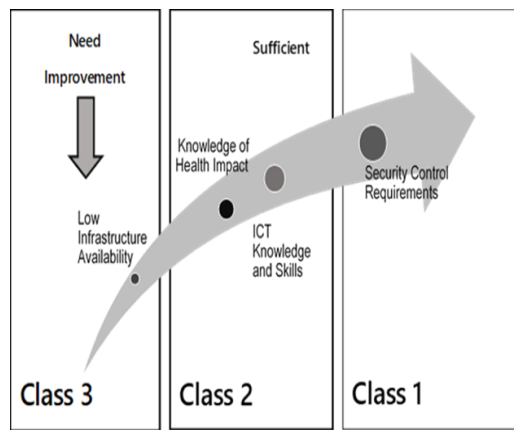 Need
Improvement
Sufficient
Knowledge of
Health Impact
Security Control
Requirements
Low
Infrastructure
Availability
ICT
Knowledge
and Skills
Class 3
Class 2
Class 1